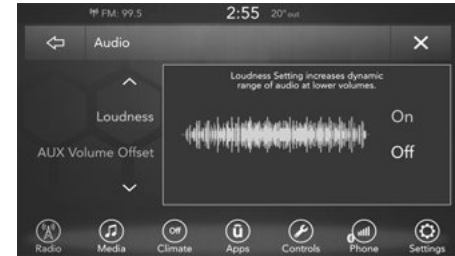 FM: 99.5 2:55 20° out
Audio
Loudness Setting increases dynamic
range of audio at lower volumes.
Loudness
On
AUX Volume Offset
Off
Off
Radio Media Climate Apps Controls Phone Settings